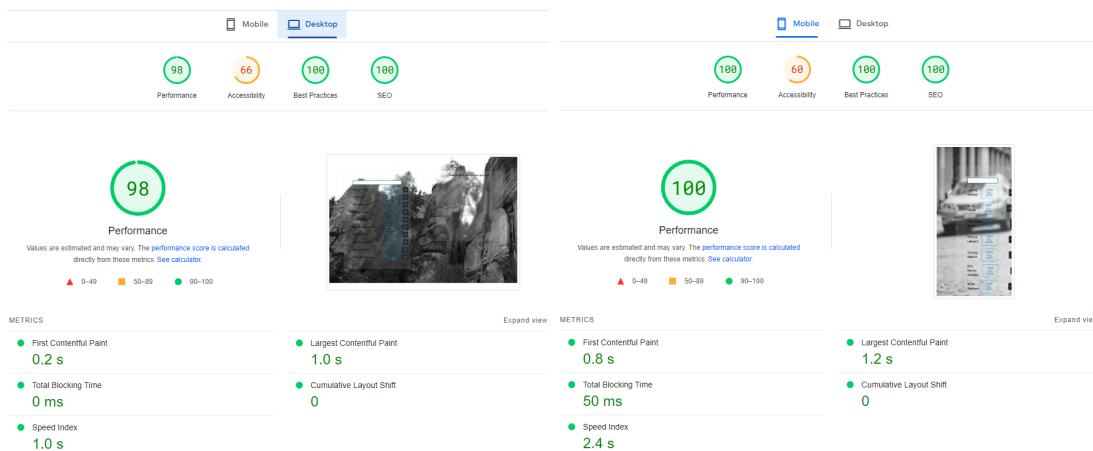 Mobile
Desktop
98
66
100
100
Performance
Accessibility
Best Practices
SEO
98
Performance
Values are estimated and may vary. The performance score is calculated
directly from these metrics. See calculator.
0–49
50–89
90–100
METRICS
Expand view
First Contentful Paint
0.2 s
Largest Contentful Paint
1.0 s
Total Blocking Time
0 ms
Cumulative Layout Shift
0
Speed Index
1.0 s
Mobile
Desktop
100
60
100
100
Performance
Accessibility
Best Practices
SEO
100
Performance
Values are estimated and may vary. The performance score is calculated
directly from these metrics. See calculator.
0–49
50–89
90–100
METRICS
Expand vie
First Contentful Paint
0.8 s
Largest Contentful Paint
1.2 s
Total Blocking Time
50 ms
Cumulative Layout Shift
0
Speed Index
2.4 s